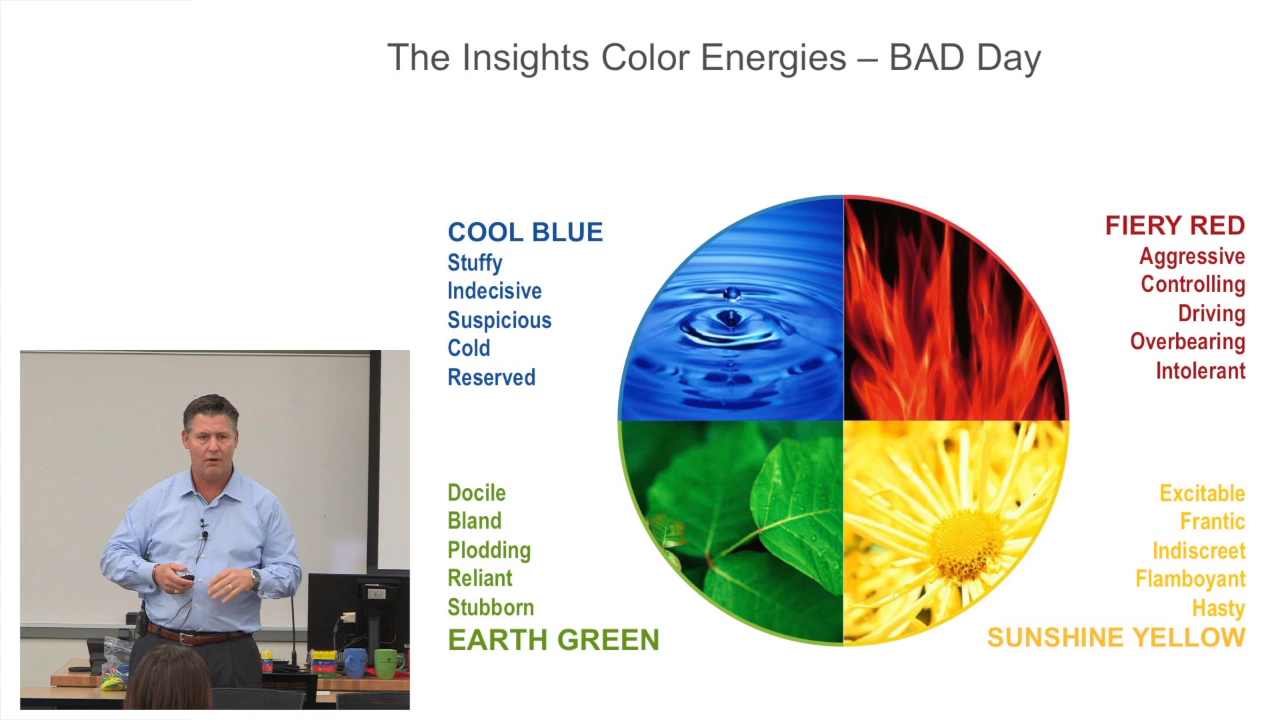 The Insights Color Energies – BAD Day
COOL BLUE
Stuffy
Indecisive
Suspicious
Cold
Reserved
FIERY RED
Aggressive
Controlling
Driving
Overbearing
Intolerant
Docile
Bland
Plodding
Reliant
Stubborn
EARTH GREEN
Excitable
Frantic
Indiscreet
Flamboyant
Hasty
SUNSHINE YELLOW